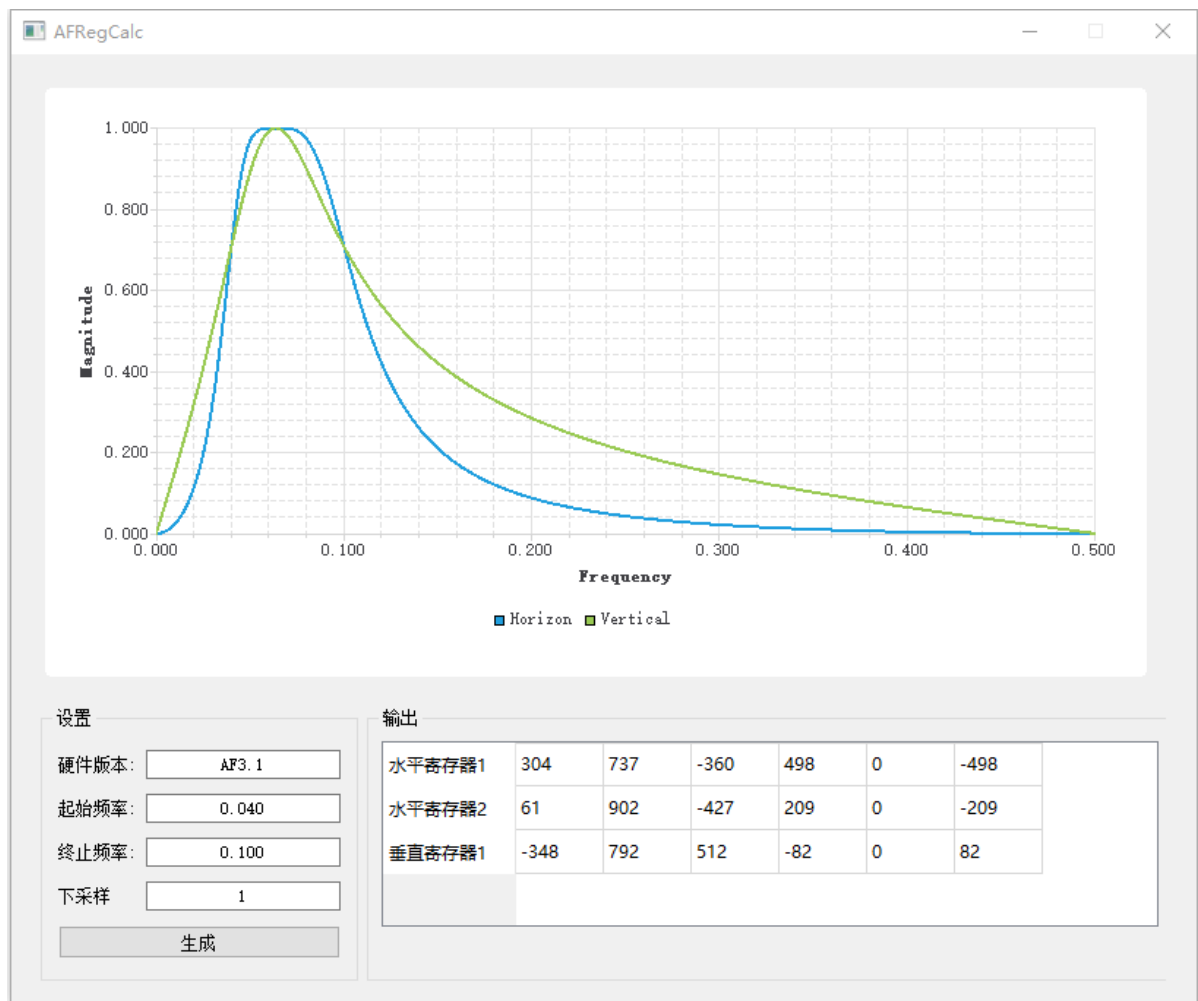 AFRegCalc
1.000
0.800
0.600
0.400
0.200
0.000
Magnitude
0.000 0.100 0.200 0.300 0.400 0.500
Frequency
Horizon Vertical
设置
硬件版本: AF3.1
起始频率: 0.040
终止频率: 0.100
下采样 1
生成
输出
水平寄存器1 304 737 -360 498 0 -498
水平寄存器2 61 902 -427 209 0 -209
垂直寄存器1 -348 792 512 -82 0 82